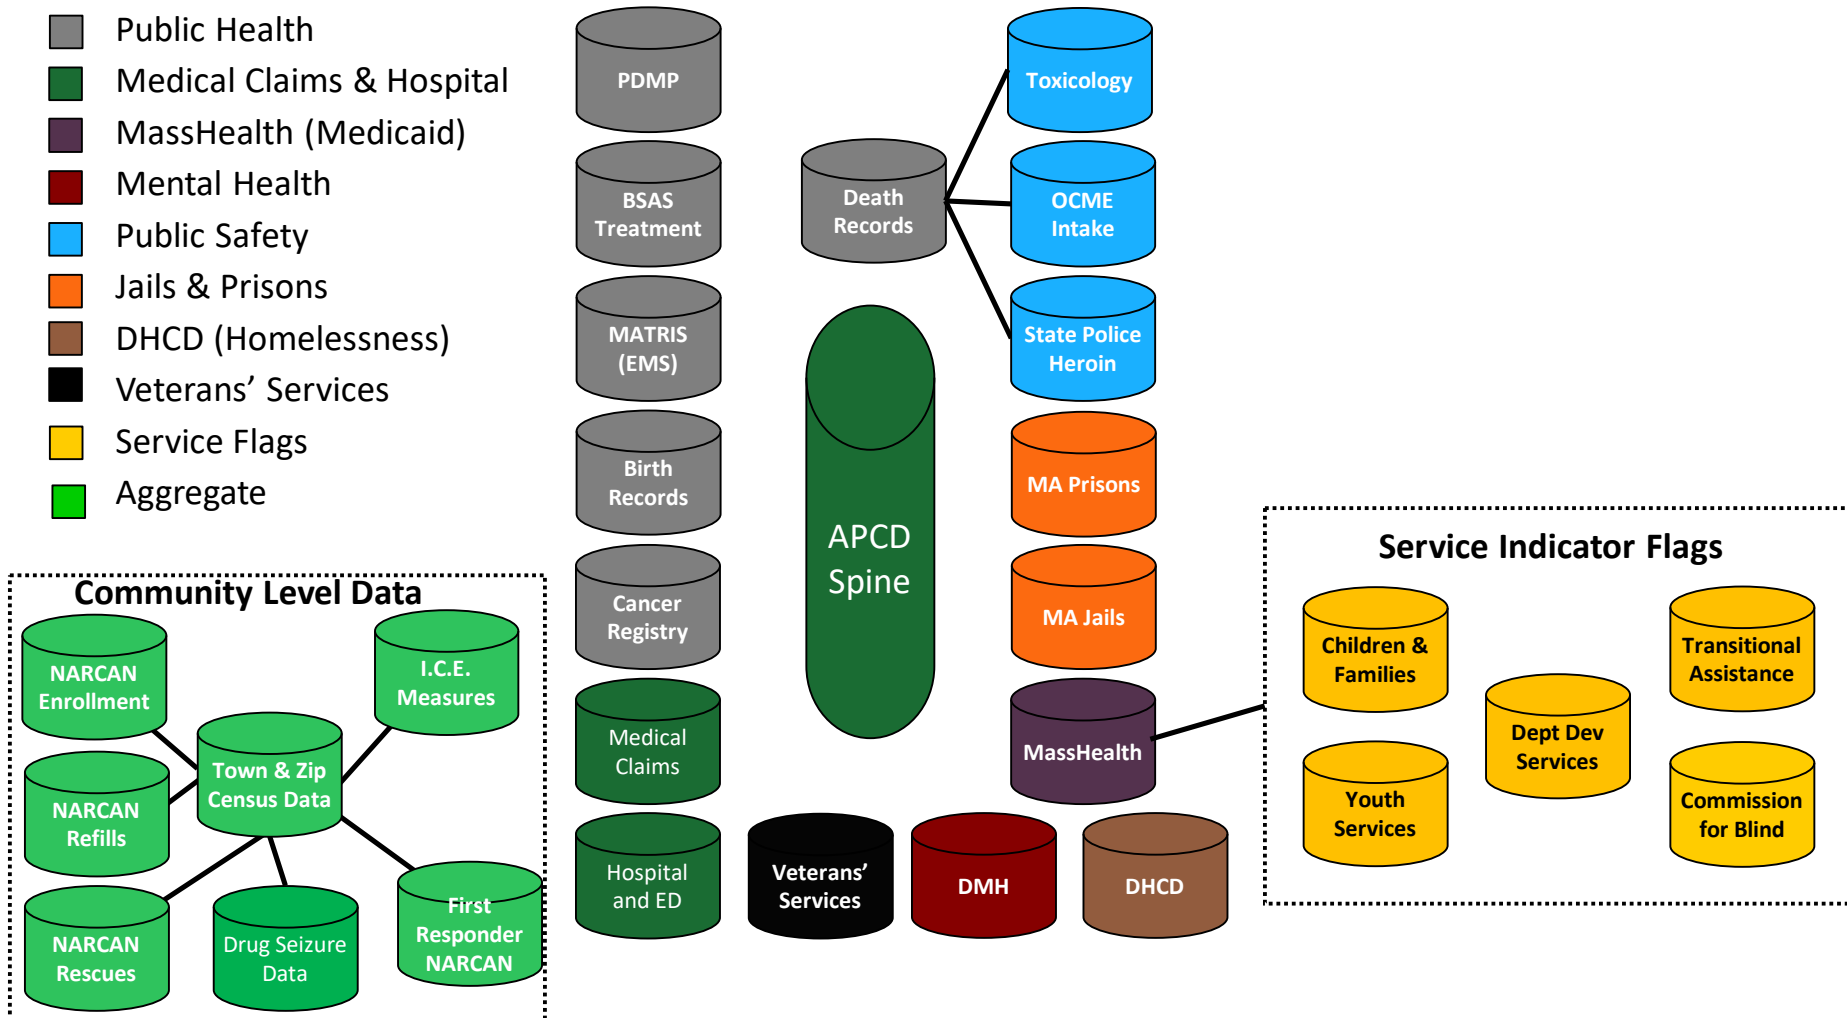 Public Health
Medical Claims & Hospital
MassHealth (Medicaid)
Mental Health
Public Safety
Jails & Prisons
DHCD (Homelessness)
Veterans’ Services
Service Flags
Aggregate
PDMP
BSAS
Treatment
MATRIS
(EMS)
Birth
Records
Cancer
Registry
Medical
Claims
Hospital
and ED
Death
Records
APCD
Spine
Toxicology
OCME
Intake
State Police
Heroin
MA Prisons
MA Jails
MassHealth
Veterans’
Services
DMH
DHCD
Community Level Data
NARCAN
Enrollment
I.C.E.
Measures
Town & Zip
Census Data
NARCAN
Refills
NARCAN
Rescues
Drug Seizure
Data
First
Responder
NARCAN
Service Indicator Flags
Children &
Families
Transitional
Assistance
Dept Dev
Services
Youth
Services
Commission
for Blind